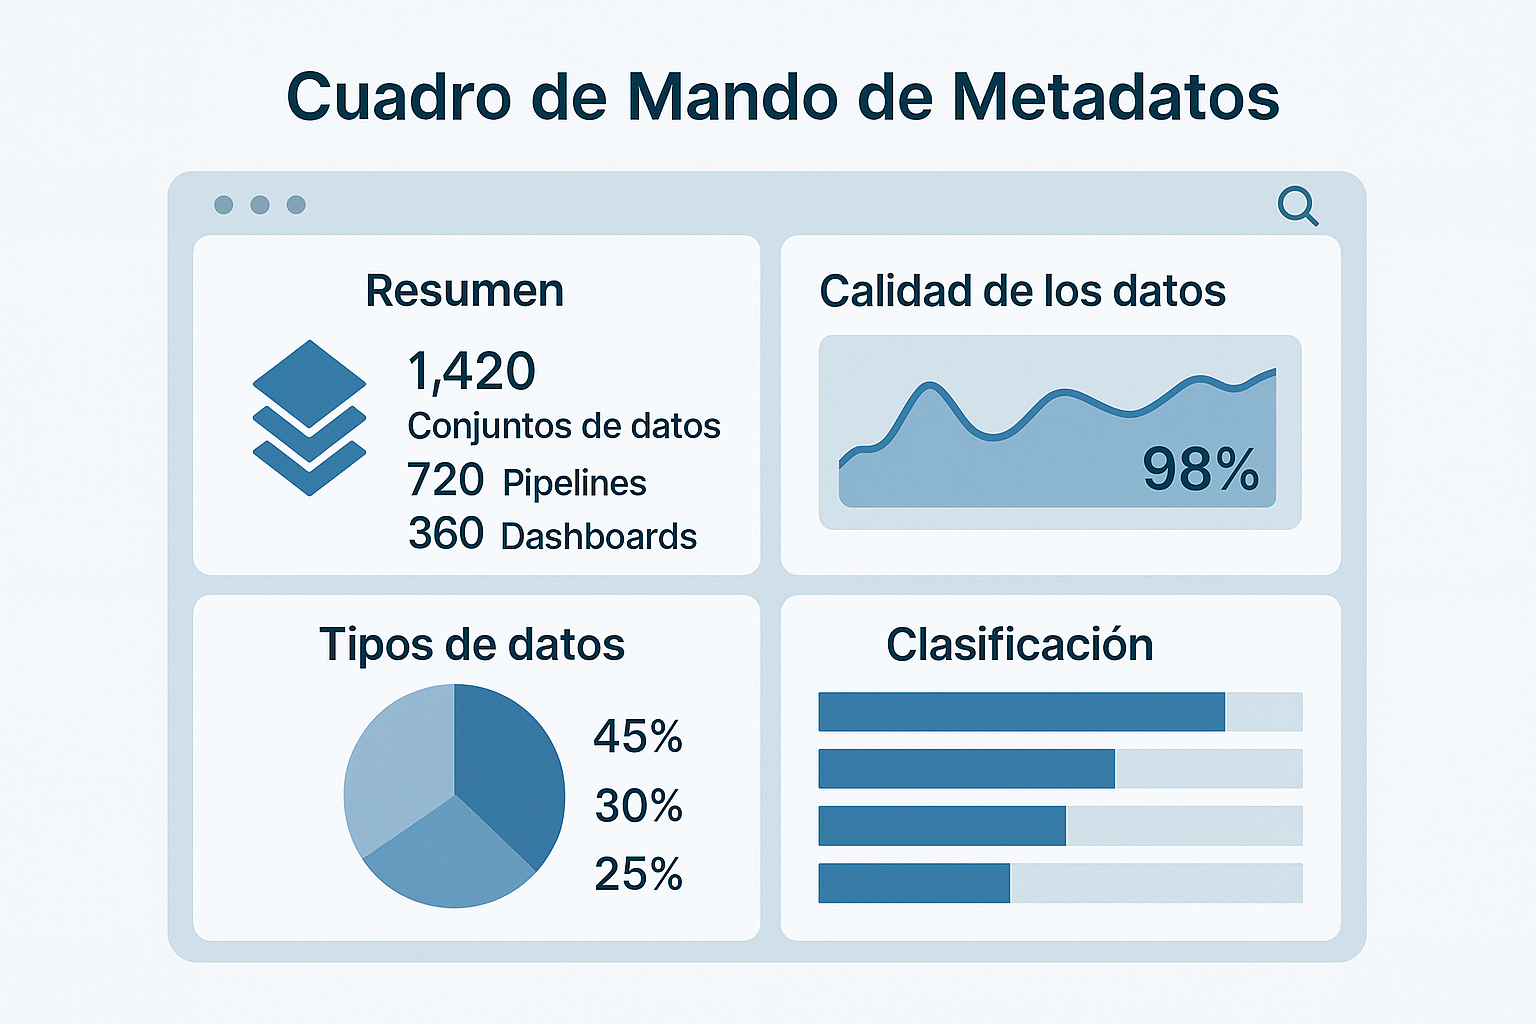 Cuadro de Mando de Metadatos
Resumen
1,420
Conjuntos de datos
720 Pipelines
360 Dashboards
Calidad de los datos
98%
Tipos de datos
45%
30%
25%
Clasificación